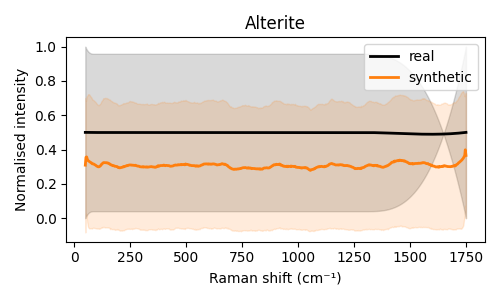 Alterite
real
synthetic
Normalised intensity
1.0
0.8
0.6
0.4
0.2
0.0
0 250 500 750 1000 1250 1500 1750
Raman shift (cm⁻¹)